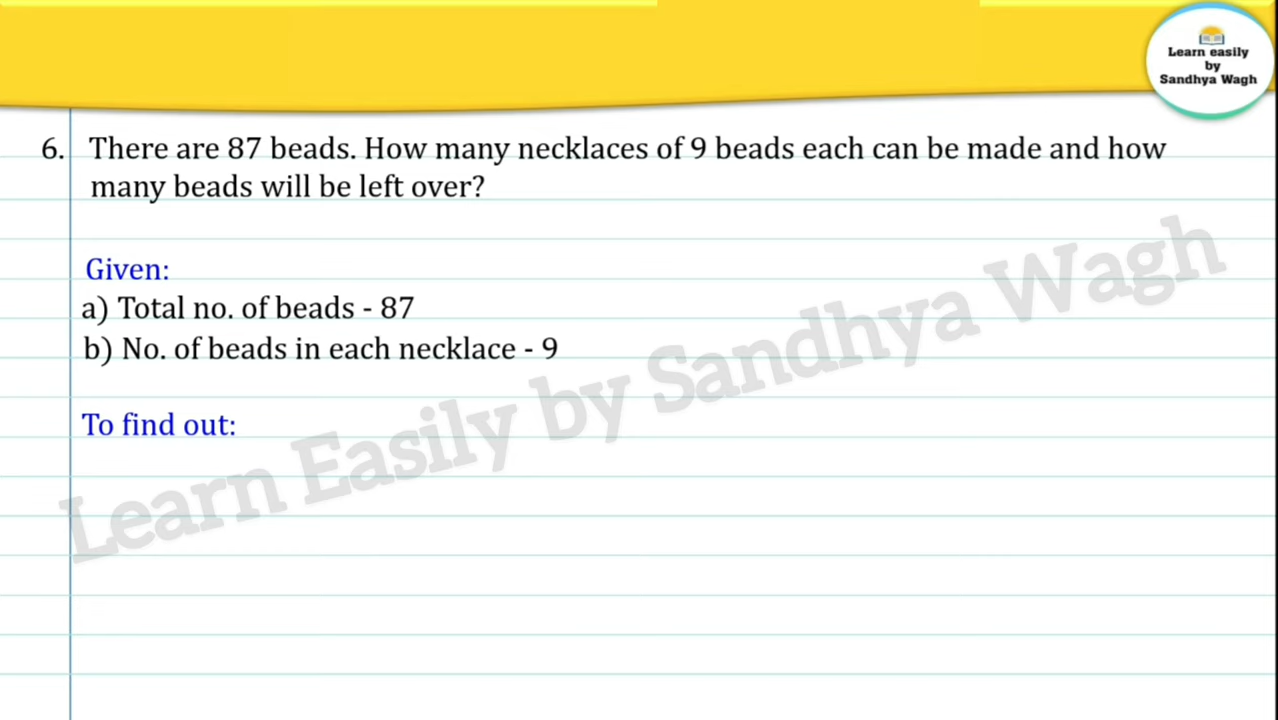 Learn easily
by
Sandhya Wagh
6. There are 87 beads. How many necklaces of 9 beads each can be made and how
many beads will be left over?
Given:
a) Total no. of beads - 87
b) No. of beads in each necklace - 9
To find out:
Learn Easily by Sandhya Wagh